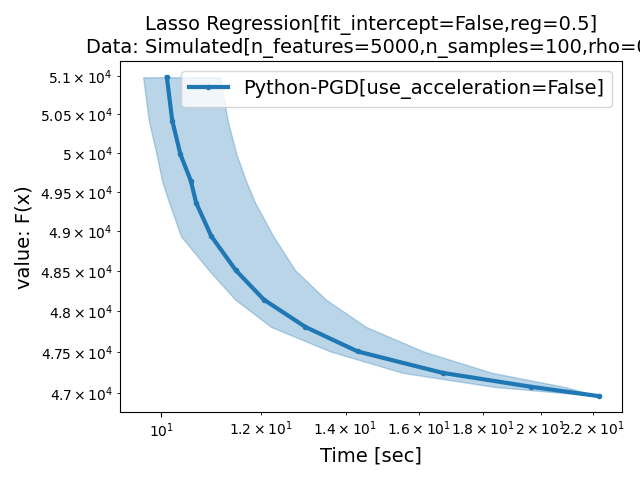 Lasso Regression[fit_intercept=False,reg=0.5]
Data: Simulated[n_features=5000,n_samples=100,rho=0
Python-PGD[use_acceleration=False]
value: F(x)
5.1 × 10⁴
5.05 × 10⁴
5 × 10⁴
4.95 × 10⁴
4.9 × 10⁴
4.85 × 10⁴
4.8 × 10⁴
4.75 × 10⁴
4.7 × 10⁴
10¹ 1.2 × 10¹ 1.4 × 10¹ 1.6 × 10¹ 1.8 × 10¹ 2 × 10¹ 2.2 × 10¹
Time [sec]